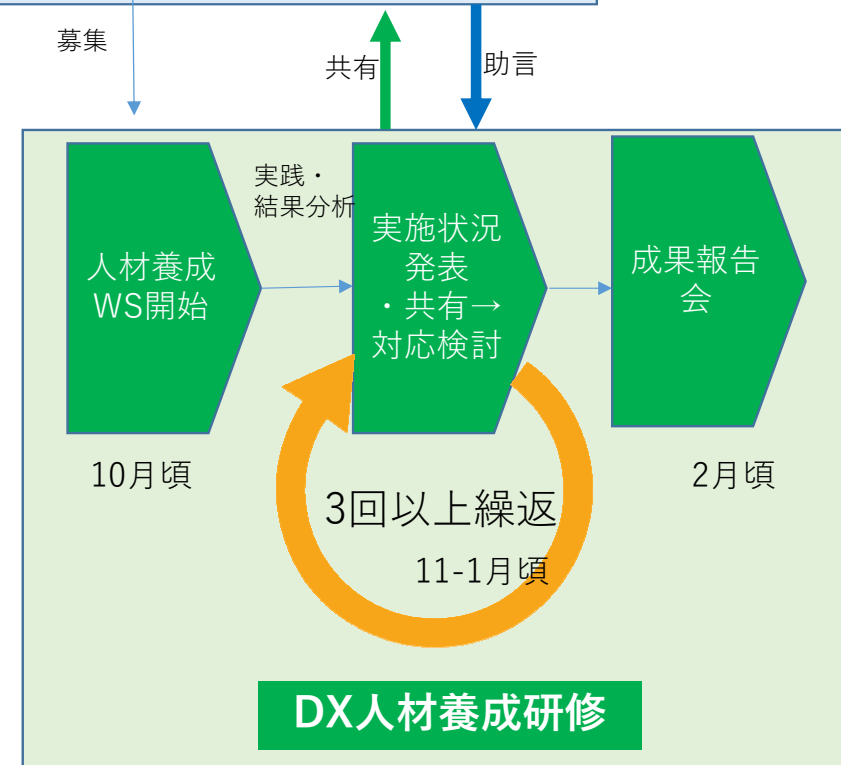 募集
共有
助言
実践・
結果分析
人材養成
WS開始
実施状況
発表
・共有→
対応検討
成果報告
会
10月頃
2月頃
3回以上繰返
11-1月頃
DX人材養成研修